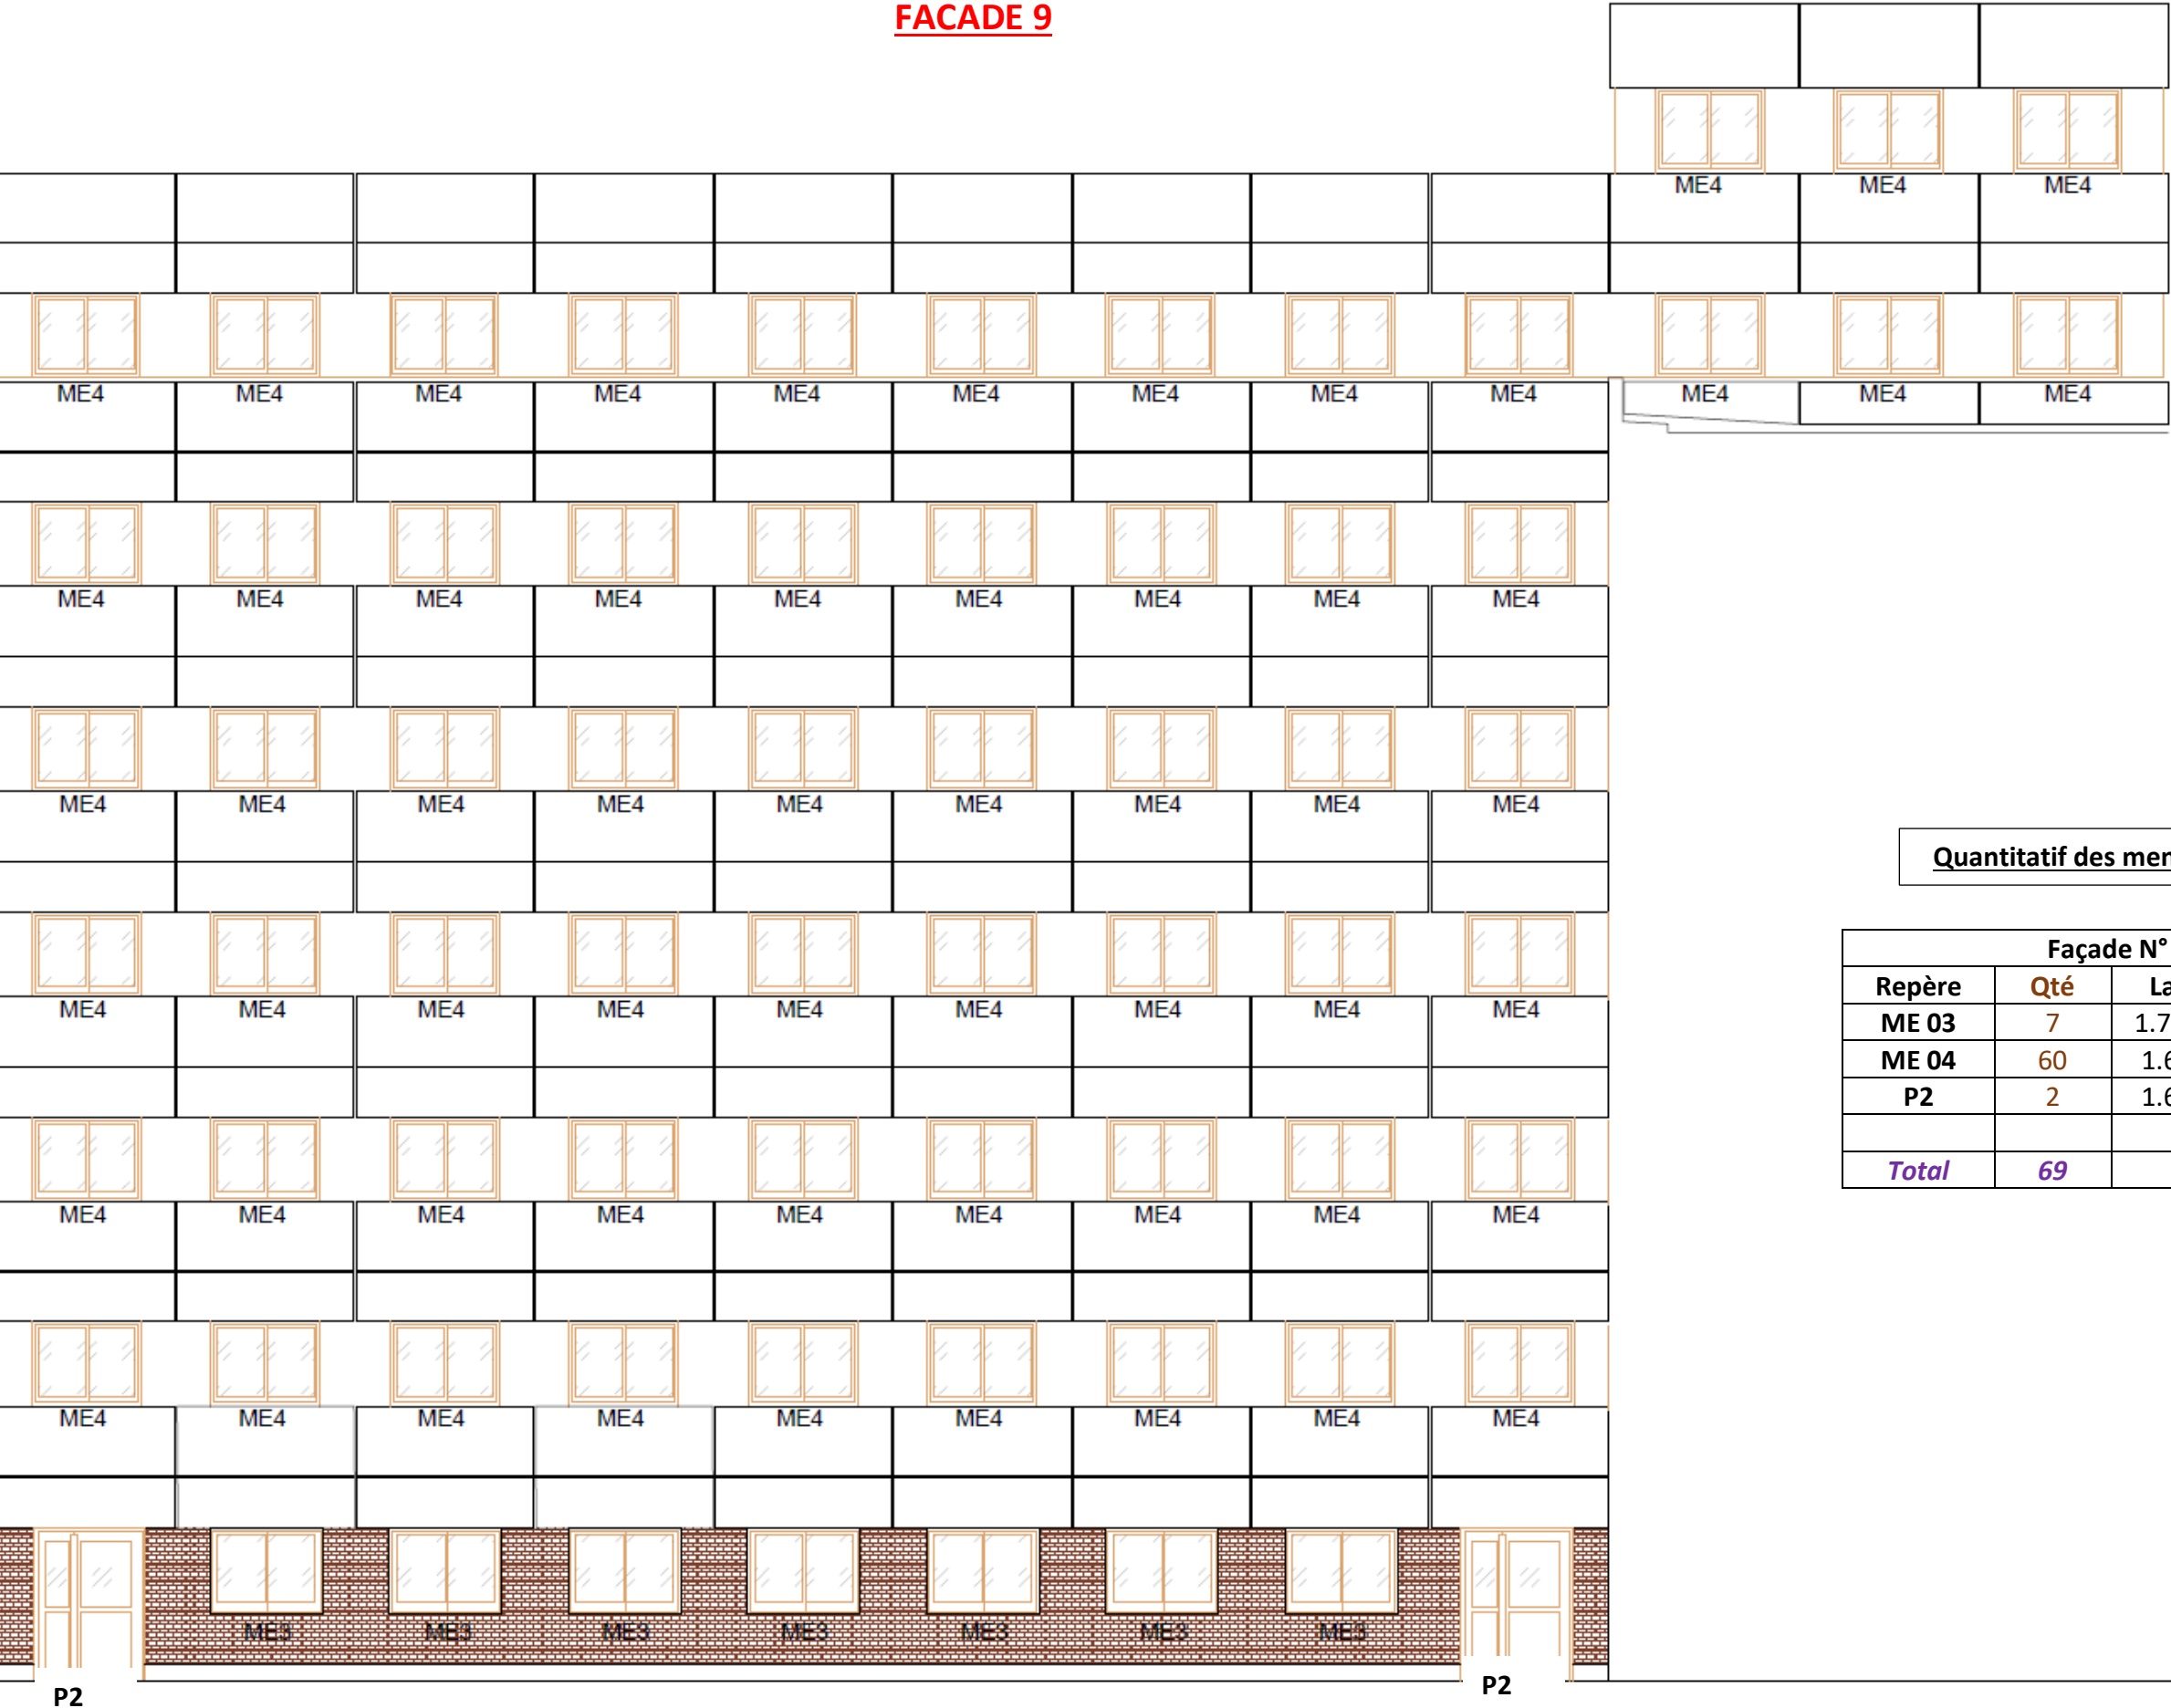 FACADE 9
ME4 ME4 ME4
ME4 ME4 ME4 ME4 ME4 ME4 ME4 ME4 ME4 ME4 ME4 ME4
ME4 ME4 ME4 ME4 ME4 ME4 ME4 ME4 ME4
ME4 ME4 ME4 ME4 ME4 ME4 ME4 ME4 ME4
ME4 ME4 ME4 ME4 ME4 ME4 ME4 ME4 ME4
ME4 ME4 ME4 ME4 ME4 ME4 ME4 ME4 ME4
ME4 ME4 ME4 ME4 ME4 ME4 ME4 ME4 ME4
ME3 ME3 ME3 ME3 ME3 ME3 ME3
P2 P2
Quantitatif des
Façade N°
Repère Qté
ME 03 7 1.7
ME 04 60 1.6
P2 2 1.6
Total 69